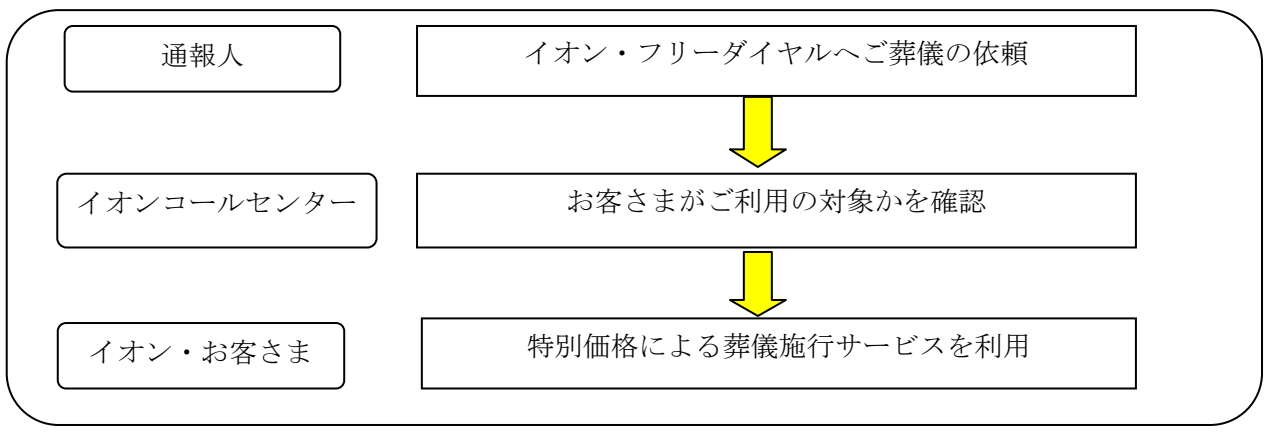 通報人
イオン・フリーダイヤルへご葬儀の依頼
イオンコールセンター
お客さまがご利用の対象かを確認
イオン・お客さま
特別価格による葬儀施行サービスを利用